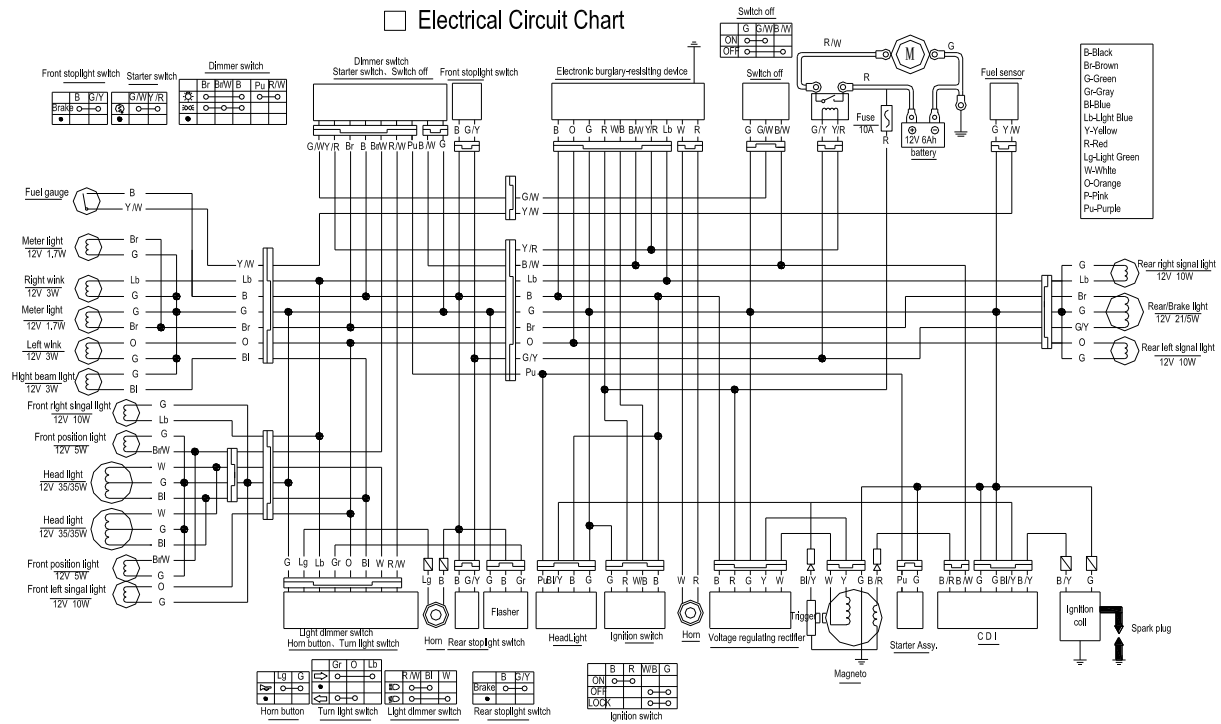 Electrical Circuit Chart
Switch off
G G/W B/W
ON
OFF
R/W
M
G
R
Front stoplight switch
B G/Y
Brake
Starter switch
G/W Y/R
Dimmer switch
Br Br/W B Pu R/W
Dimmer switch
Starter switch、Switch off
Front stoplight switch
Electronic burglary-resisiting device
Switch off
Fuel sensor
Fuse
10A
R
12V 6Ah
battery
B-Black
Br-Brown
G-Green
Gr-Gray
Bl-Blue
Lb-Light Blue
Y-Yellow
R-Red
Lg-Light Green
W-White
O-Orange
P-Pink
Pu-Purple
G/W Y/R Br B Br/W R/W Pu B/W G
B G/Y
B O G R W/B B/W Y/R Lb W R
G G/W B/W
G/Y Y/R
G Y/W
Fuel gauge
B
Y/W
Meter light
12V 1.7W
Br
G
Right wink
12V 3W
Lb
G
Meter light
12V 1.7W
G
Br
Left wink
12V 3W
O
G
Hight beam light
12V 3W
G
Bl
Y/W
Lb
B
G
Br
O
Bl
G/W
Y/W
Y/R
B/W
Lb
B
G
Br
O
G/Y
Pu
G
Lb
Br
G
G/Y
O
G
Rear right signal light
12V 10W
Rear/Brake light
12V 21/5W
Rear left signal light
12V 10W
Front right singal light
12V 10W
G
Lb
Front position light
12V 5W
G
Br/W
Head light
12V 35/35W
W
G
Bl
Head light
12V 35/35W
W
G
Bl
Front position light
12V 5W
Br/W
G
Front left singal light
12V 10W
O
G
G Lg Lb Gr O Bl W R/W
Lg B
B G/Y
G B Gr
Pu Bl/Y B G
G R W/B B
W R
B R G Y W
Bl/Y W Y G B/R
Pu G
B/R B/W G G Bl/Y B/Y
B/Y G
Light dimmer switch
Horn button、Turn light switch
Horn
Rear stoplight switch
Flasher
HeadLight
Ignition switch
Horn
Voltage regulating rectifier
Trigger
Magneto
Starter Assy.
C D I
Ignition
coil
Spark plug
Lg G
Horn button
Gr O Lb
Turn light switch
R/W Bl W
Light dimmer switch
B G/Y
Brake
Rear stoplight switch
B R W/B G
ON
OFF
LOCK
Ignition switch